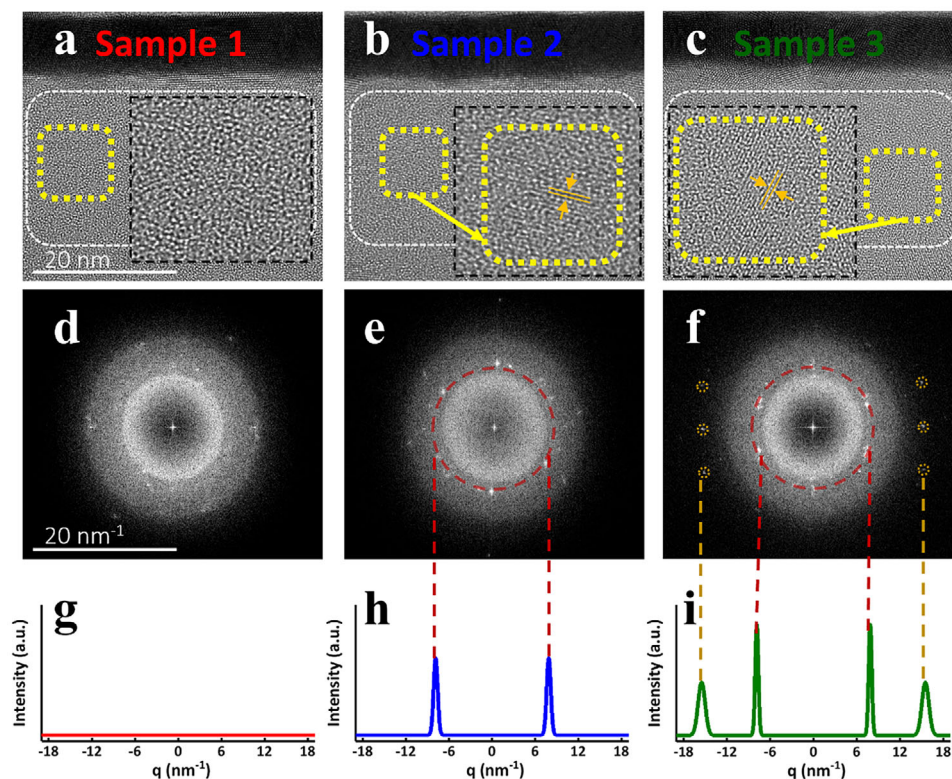 a Sample 1
b Sample 2
c Sample 3
20 nm
d
e
f
20 nm⁻¹
g
h
i
Intensity (a.u.)
Intensity (a.u.)
Intensity (a.u.)
-18 -12 -6 0 6 12 18
-18 -12 -6 0 6 12 18
-18 -12 -6 0 6 12 18
q (nm⁻¹)
q (nm⁻¹)
q (nm⁻¹)